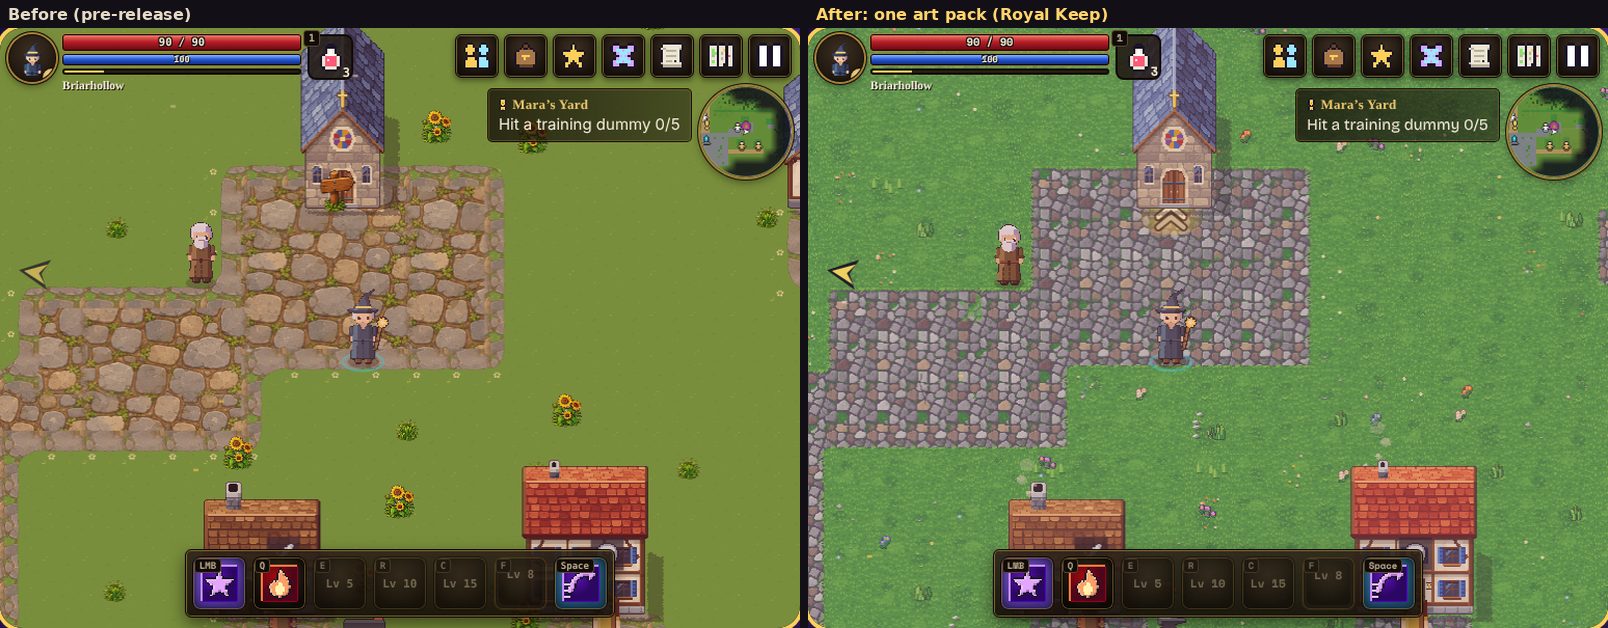 Before (pre-release)
90 / 90
100
Briarhollow
1
3
! Mara's Yard
Hit a training dummy 0/5
LMB
Q
E
Lv 5
R
Lv 10
C
Lv 15
F
Lv 8
Space
After: one art pack (Royal Keep)
90 / 90
100
Briarhollow
1
3
! Mara's Yard
Hit a training dummy 0/5
LMB
Q
E
Lv 5
R
Lv 10
C
Lv 15
F
Lv 8
Space